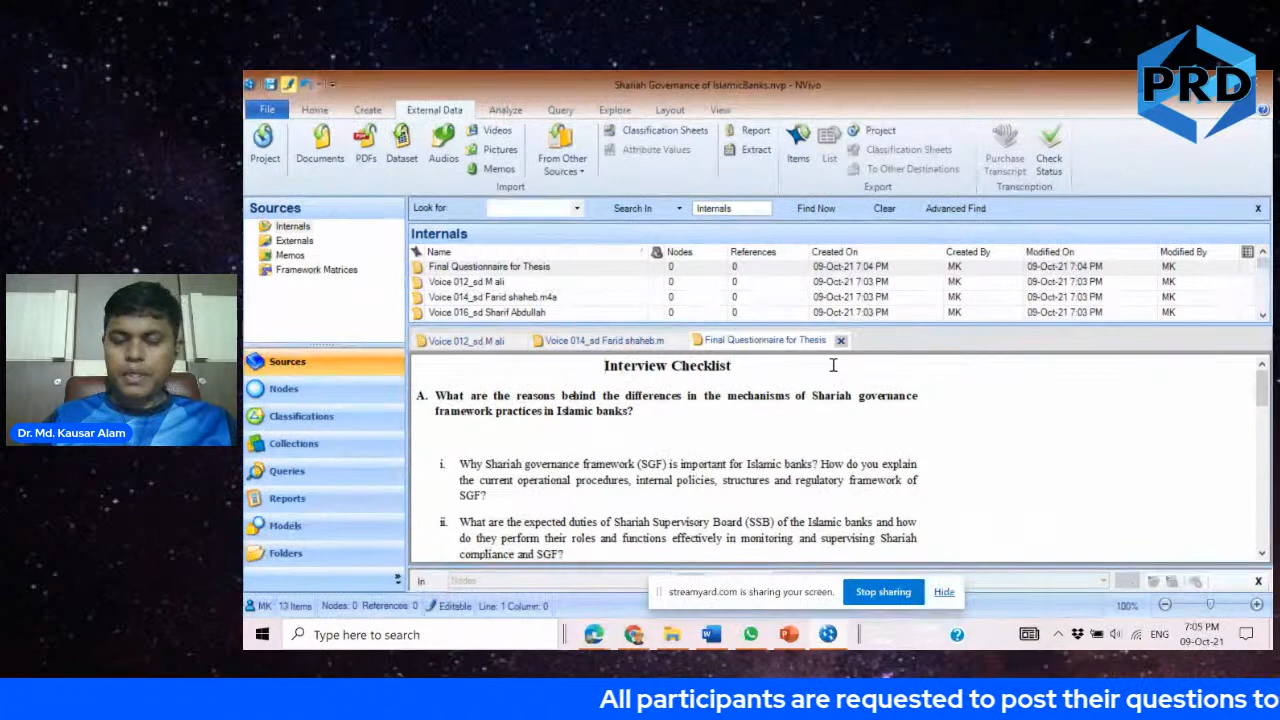 PRD
Shariah Governance of IslamicBanks.nvp - NVivo
File Home Create External Data Analyze Query Explore Layout View
Project Documents PDFs Dataset Audios Videos Pictures Memos From Other Sources Classification Sheets Attribute Values Report Extract Items List Project Classification Sheets To Other Destinations Purchase Transcript Check Status
Import Export Transcription
Sources
Look for Search In Internals Find Now Clear Advanced Find x
Internals
Externals
Memos
Framework Matrices
Internals
Name Nodes References Created On Created By Modified On Modified By
Final Questionnaire for Thesis 0 0 09-Oct-21 7:04 PM MK 09-Oct-21 7:04 PM MK
Voice 012_sd M ali 0 0 09-Oct-21 7:03 PM MK 09-Oct-21 7:03 PM MK
Voice 014_sd Farid shaheb.m4a 0 0 09-Oct-21 7:03 PM MK 09-Oct-21 7:03 PM MK
Voice 016_sd Sharif Abdullah 0 0 09-Oct-21 7:03 PM MK 09-Oct-21 7:03 PM MK
Voice 012_sd M ali Voice 014_sd Farid shaheb.m Final Questionnaire for Thesis
Sources
Nodes
Classifications
Collections
Queries
Reports
Models
Folders
Interview Checklist
A. What are the reasons behind the differences in the mechanisms of Shariah governance
framework practices in Islamic banks?
i. Why Shariah governance framework (SGF) is important for Islamic banks? How do you explain
the current operational procedures, internal policies, structures and regulatory framework of
SGF?
ii. What are the expected duties of Shariah Supervisory Board (SSB) of the Islamic banks and how
do they perform their roles and functions effectively in monitoring and supervising Shariah
compliance and SGF?
In Nodes
streamyard.com is sharing your screen. Stop sharing Hide
MK 13 Items Nodes: 0 References: 0 Editable Line: 1 Column: 0 100%
Type here to search ENG 7:05 PM
09-Oct-21
Dr. Md. Kausar Alam
All participants are requested to post their questions to